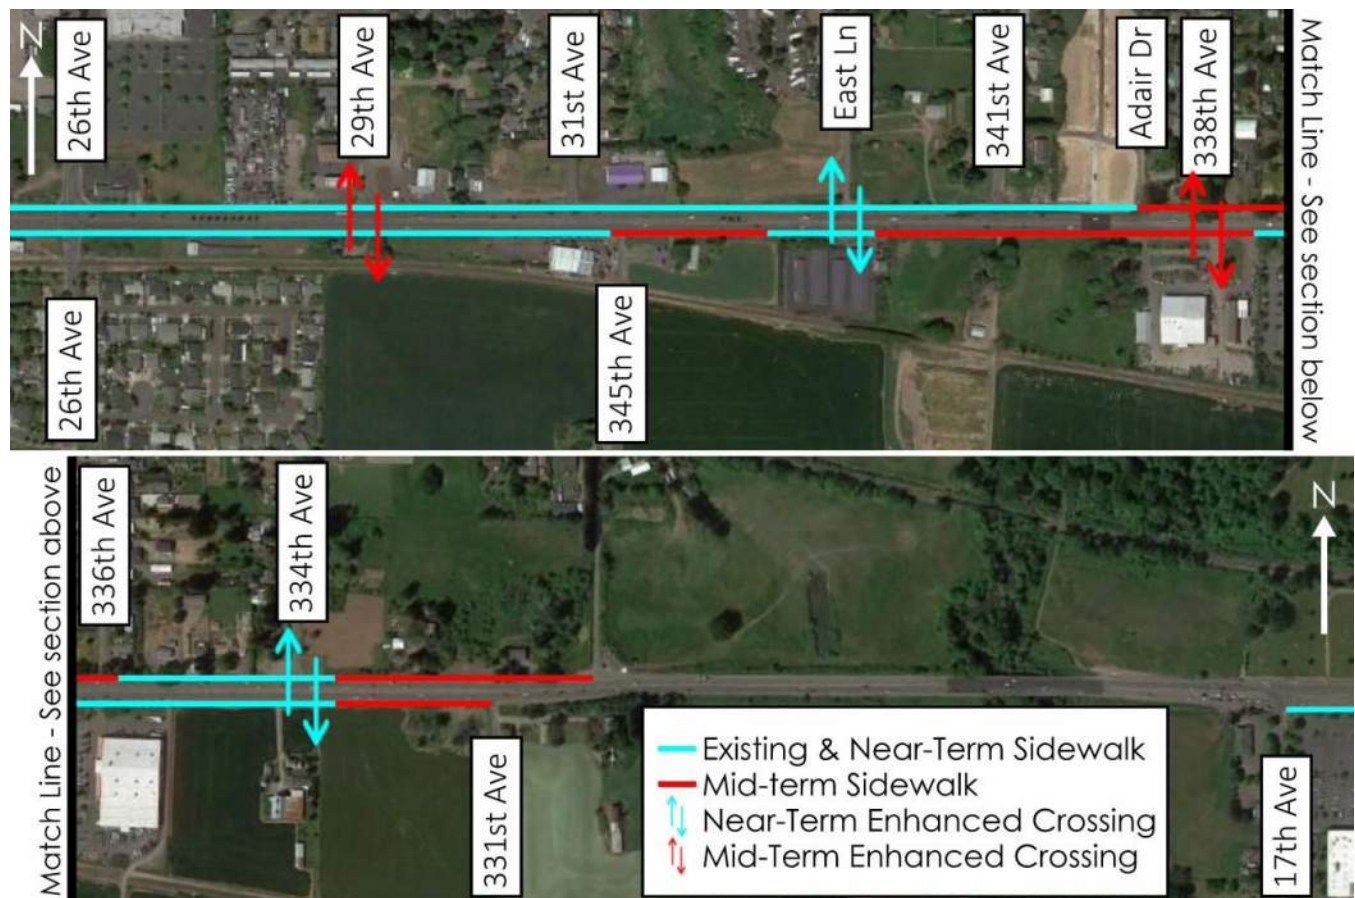 N
26th Ave
29th Ave
31st Ave
East Ln
341st Ave
Adair Dr
338th Ave
Match Line - See section below
26th Ave
345th Ave
Match Line - See section above
336th Ave
334th Ave
N
331st Ave
17th Ave
Existing & Near-Term Sidewalk
Mid-term Sidewalk
Near-Term Enhanced Crossing
Mid-Term Enhanced Crossing